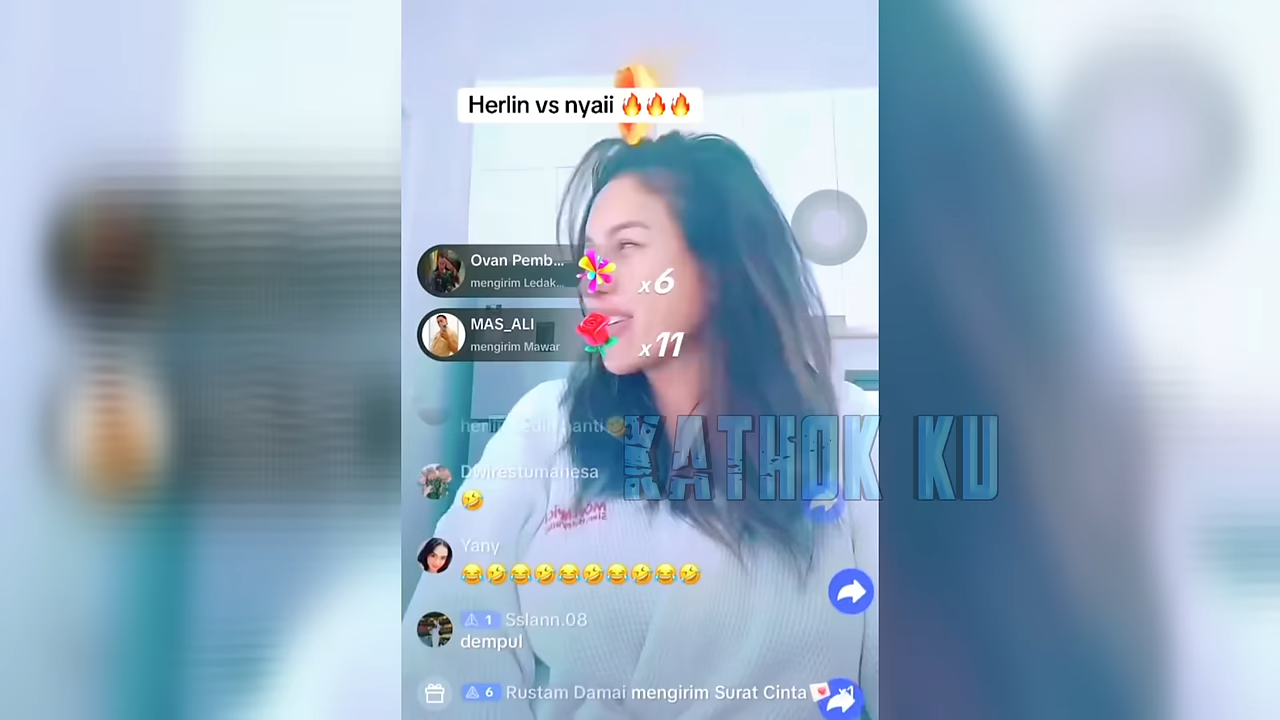 Herlin vs nyaii 🔥🔥🔥
Ovan Pemb...
mengirim Ledak...
x6
MAS_ALI
mengirim Mawar
x11
KATHOK KU
Dwirestumanesa
🤣
Yany
😂🤣😂🤣😂🤣😂🤣😂🤣
1 Sslann.08
dempul
6 Rustam Damai mengirim Surat Cinta x1